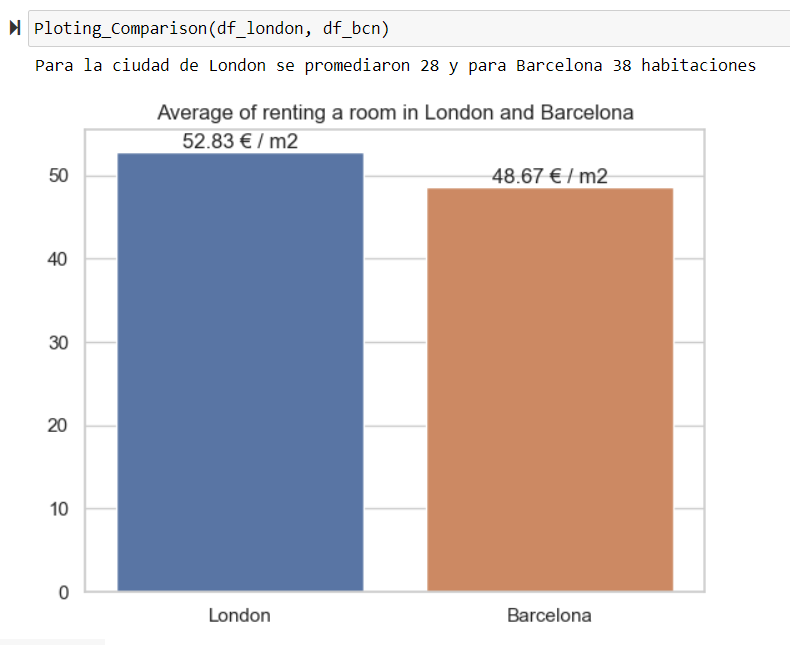 Ploting_Comparison(df_london, df_bcn)
Para la ciudad de London se promediaron 28 y para Barcelona 38 habitaciones
Average of renting a room in London and Barcelona
52.83 € / m2
48.67 € / m2
50
40
30
20
10
0
London
Barcelona